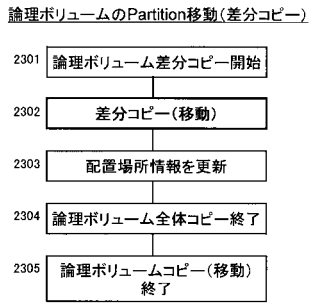 論理ボリュームのPartition移動(差分コピー)
2301 論理ボリューム差分コピー開始
2302 差分コピー(移動)
2303 配置場所情報を更新
2304 論理ボリューム全体コピー終了
2305 論理ボリュームコピー(移動)
終了